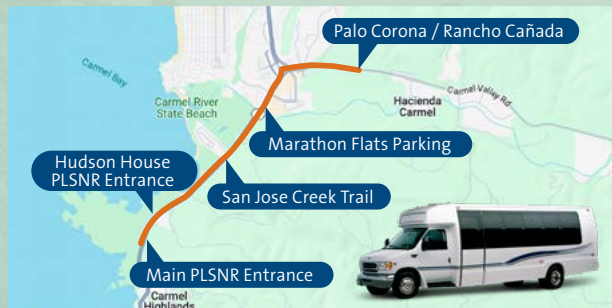 Palo Corona / Rancho Cañada
Carmel Bay
Carmel River
State Beach
Hacienda
Carmel
Carmel Valley Rd
Marathon Flats Parking
Hudson House
PLSNR Entrance
San Jose Creek Trail
Main PLSNR Entrance
Carmel
Highlands